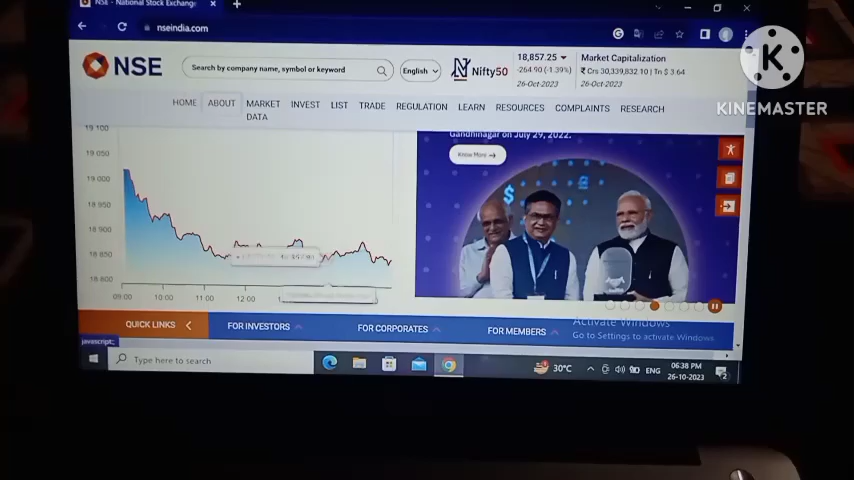 NSE - National Stock Exchange
nseindia.com
NSE
Search by company name, symbol or keyword
English
Nifty50
18,857.25
-264.90 (-1.39%)
26-Oct-2023
Market Capitalization
₹ Crs 30,339,832.10 | Tn $ 3.64
26-Oct-2023
KINEMASTER
HOME
ABOUT
MARKET DATA
INVEST
LIST
TRADE
REGULATION
LEARN
RESOURCES
COMPLAINTS
RESEARCH
19 100
19 050
19 000
18 950
18 900
18 850
18 800
09:00
10:00
11:00
12:00
Gandhinagar on July 29, 2022.
Know More
QUICK LINKS
FOR INVESTORS
FOR CORPORATES
FOR MEMBERS
Activate Windows
Go to Settings to activate Windows.
javascript:;
Type here to search
30°C
ENG
06:38 PM
26-10-2023
2